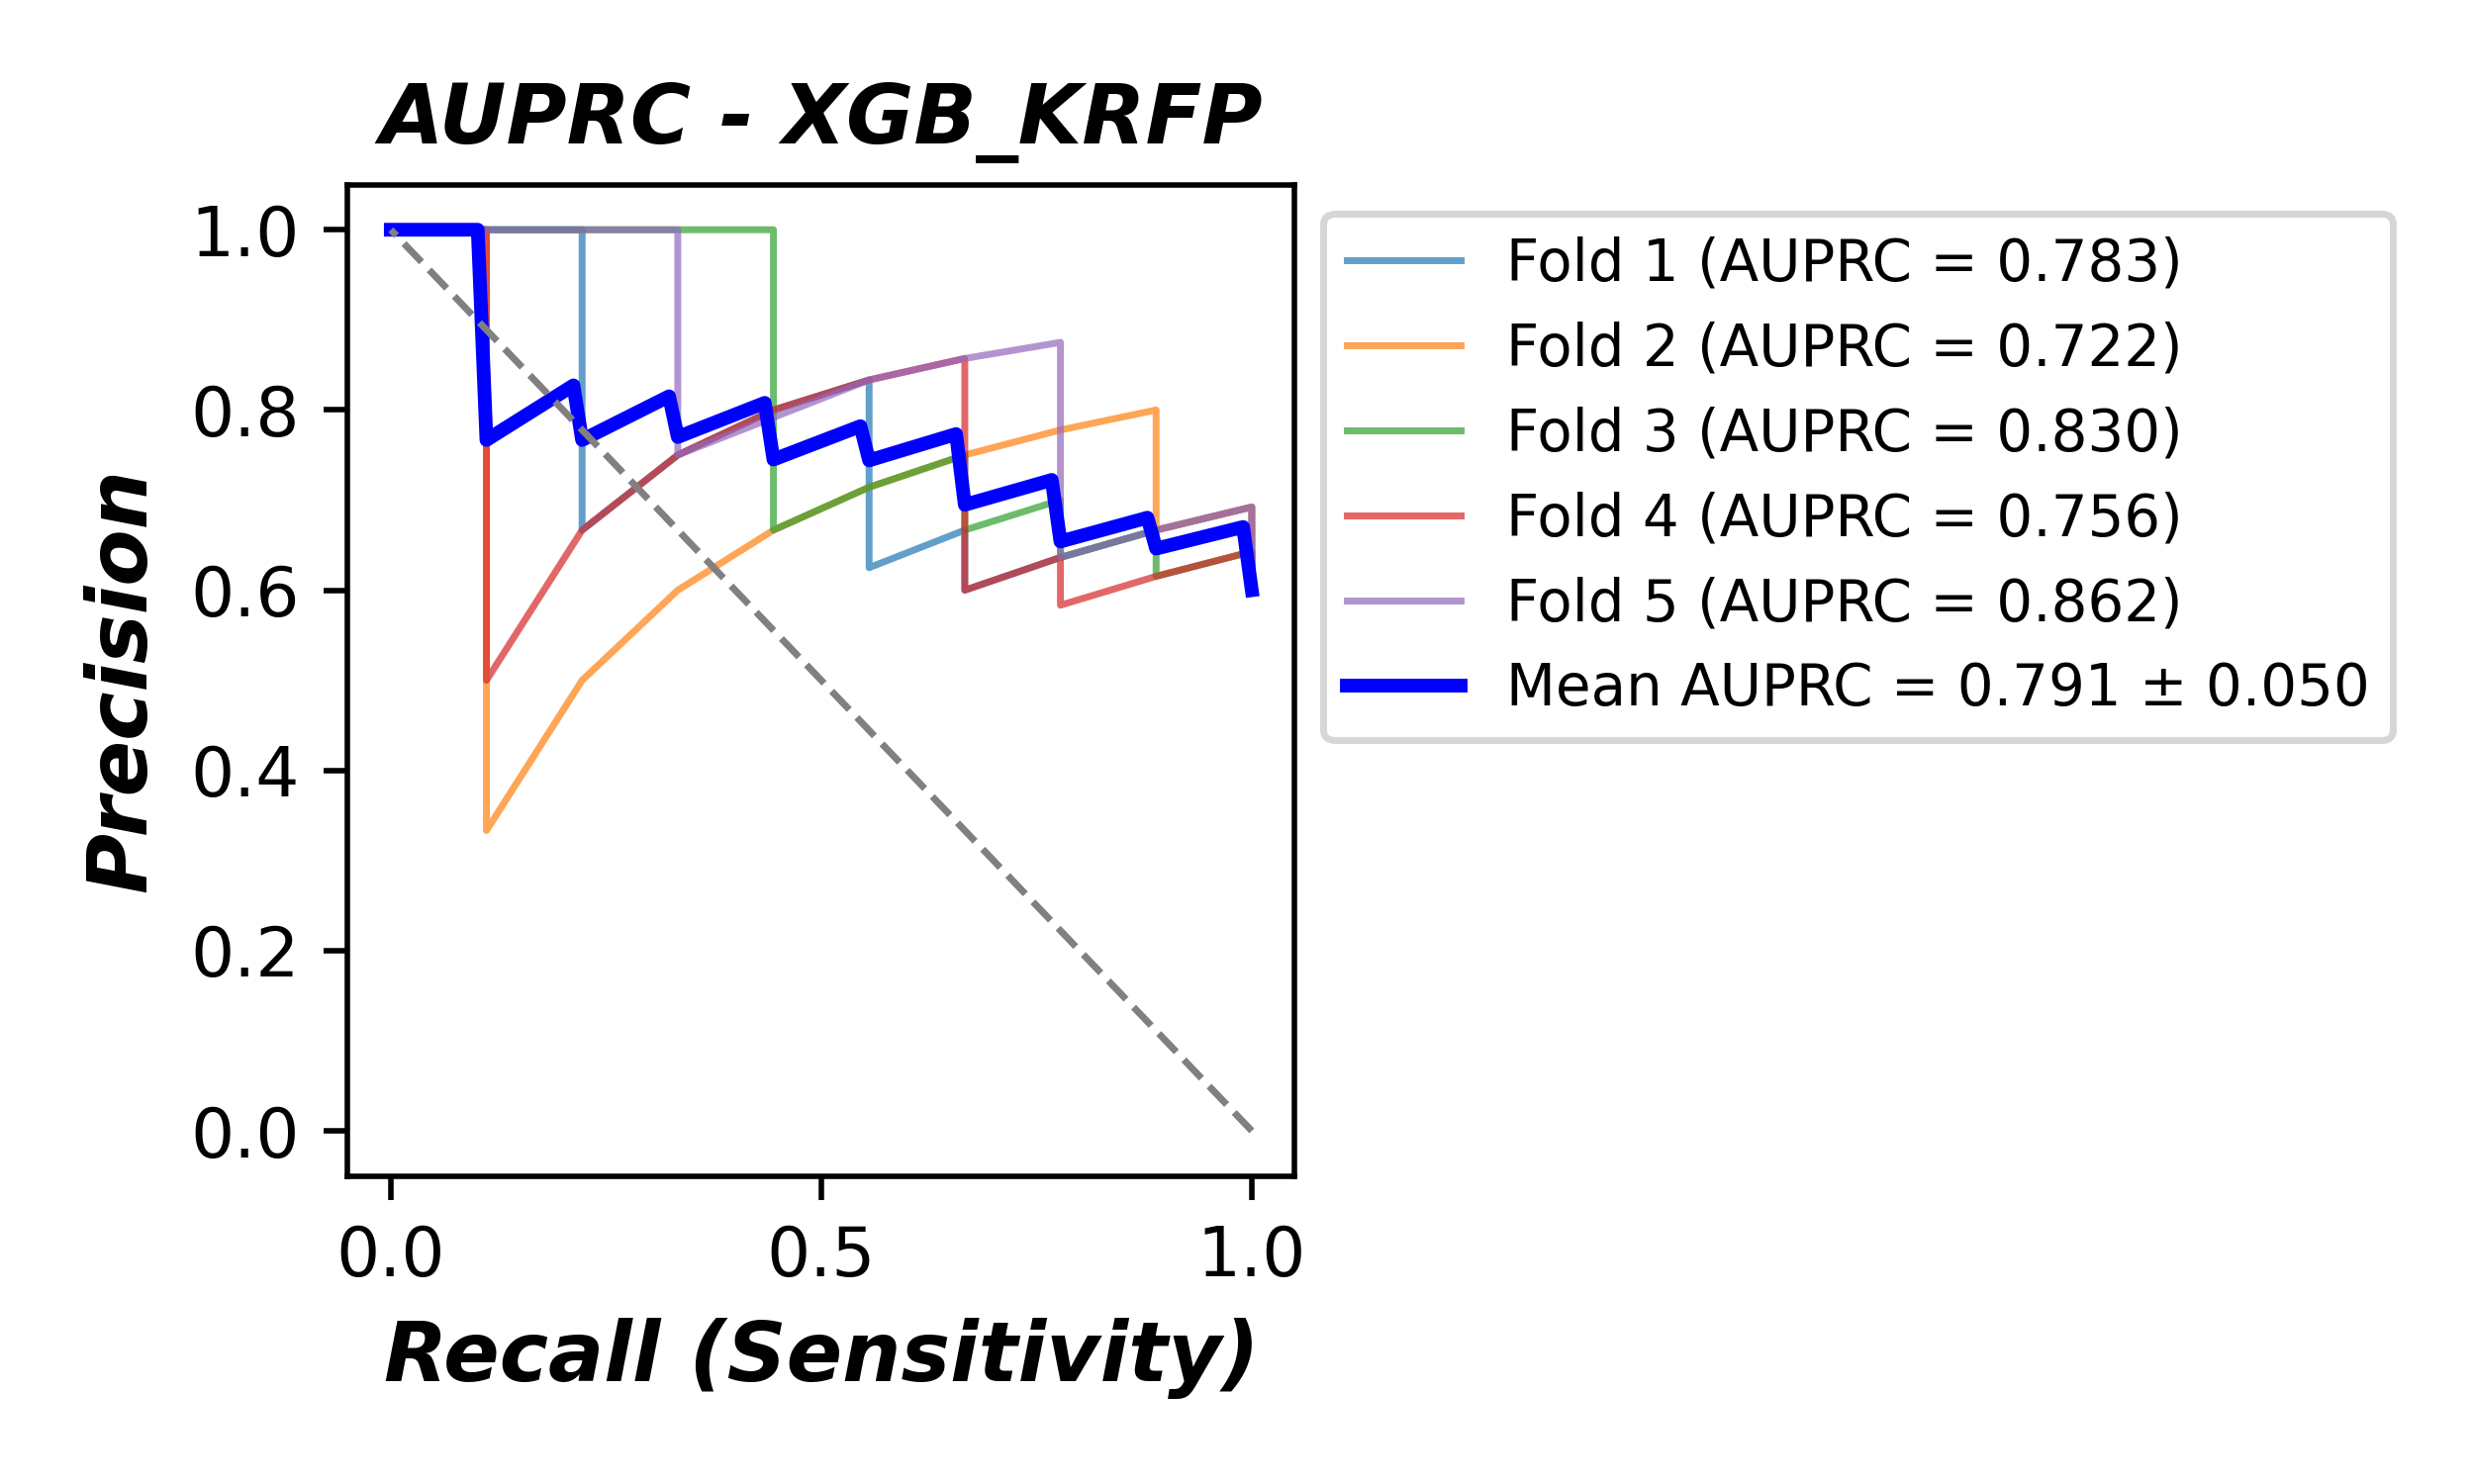 AUPRC - XGB_KRFP
Precision
1.0
0.8
0.6
0.4
0.2
0.0
0.0 0.5 1.0
Recall (Sensitivity)
Fold 1 (AUPRC = 0.783)
Fold 2 (AUPRC = 0.722)
Fold 3 (AUPRC = 0.830)
Fold 4 (AUPRC = 0.756)
Fold 5 (AUPRC = 0.862)
Mean AUPRC = 0.791 ± 0.050